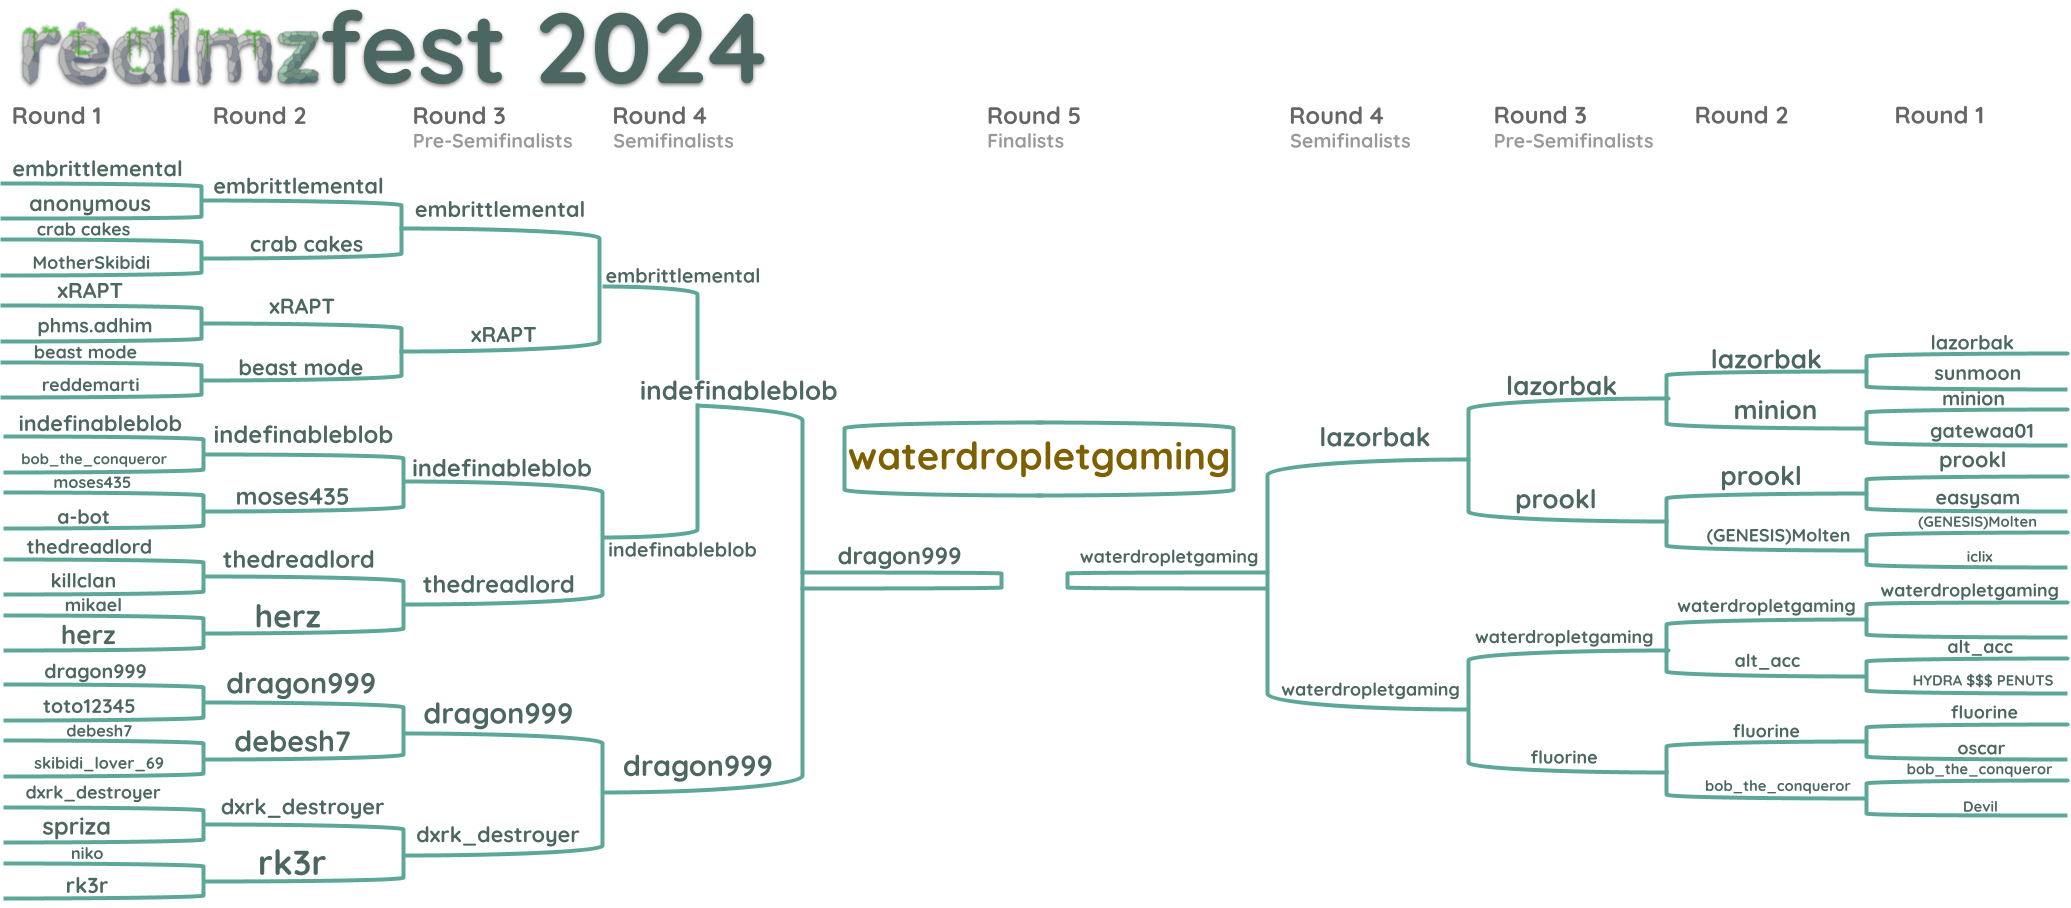 realmzfest 2024
Round 1
Round 2
Round 3
Pre-Semifinalists
Round 4
Semifinalists
Round 5
Finalists
Round 4
Semifinalists
Round 3
Pre-Semifinalists
Round 2
Round 1
embrittlemental
anonymous
crab cakes
MotherSkibidi
xRAPT
phms.adhim
beast mode
reddemarti
indefinableblob
bob_the_conqueror
moses435
a-bot
thedreadlord
killclan
mikael
herz
dragon999
toto12345
debesh7
skibidi_lover_69
dxrk_destroyer
spriza
niko
rk3r
embrittlemental
crab cakes
xRAPT
beast mode
indefinableblob
moses435
thedreadlord
herz
dragon999
debesh7
dxrk_destroyer
rk3r
embrittlemental
xRAPT
indefinableblob
thedreadlord
dragon999
dxrk_destroyer
embrittlemental
indefinableblob
indefinableblob
dragon999
dragon999
waterdropletgaming
waterdropletgaming
lazorbak
waterdropletgaming
lazorbak
prookl
waterdropletgaming
fluorine
lazorbak
minion
prookl
(GENESIS)Molten
waterdropletgaming
alt_acc
fluorine
bob_the_conqueror
lazorbak
sunmoon
minion
gatewaa01
prookl
easysam
(GENESIS)Molten
iclix
waterdropletgaming
alt_acc
HYDRA $$$ PENUTS
fluorine
oscar
bob_the_conqueror
Devil